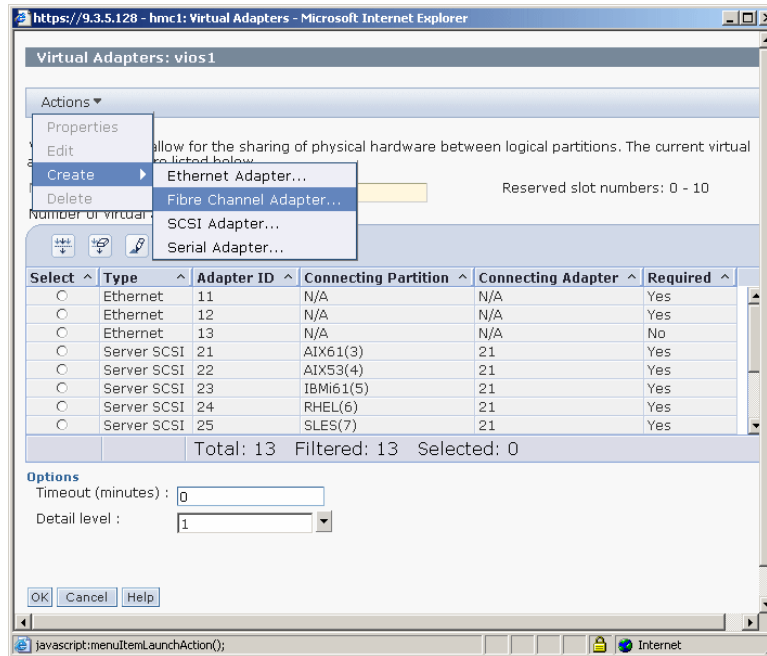 https://9.3.5.128 - hmc1: Virtual Adapters - Microsoft Internet Explorer
Virtual Adapters: vios1
Actions
Properties
Edit
Create
Delete
Ethernet Adapter...
Fibre Channel Adapter...
SCSI Adapter...
Serial Adapter...
allow for the sharing of physical hardware between logical partitions. The current virtual
listed below
Reserved slot numbers: 0 - 10
Number of virtual
Select Type Adapter ID Connecting Partition Connecting Adapter Required
Ethernet 11 N/A N/A Yes
Ethernet 12 N/A N/A Yes
Ethernet 13 N/A N/A No
Server SCSI 21 AIX61(3) 21 Yes
Server SCSI 22 AIX53(4) 21 Yes
Server SCSI 23 IBMi61(5) 21 Yes
Server SCSI 24 RHEL(6) 21 Yes
Server SCSI 25 SLES(7) 21 Yes
Total: 13 Filtered: 13 Selected: 0
Options
Timeout (minutes) : 0
Detail level : 1
OK Cancel Help
javascript:menuItemLaunchAction(); Internet